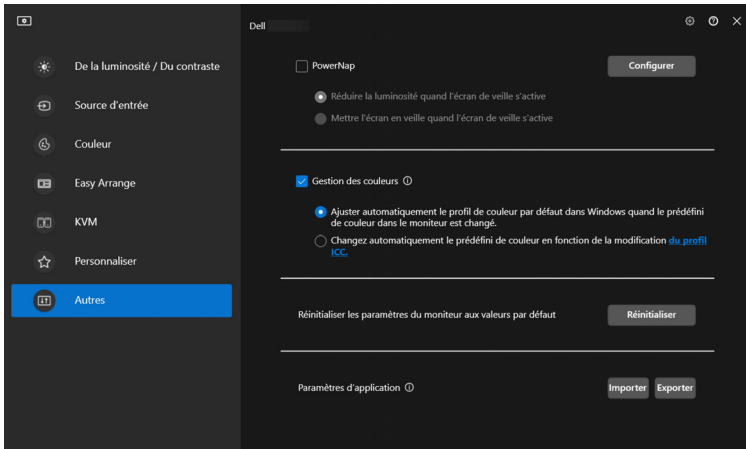 Dell
De la luminosité / Du contraste
Source d'entrée
Couleur
Easy Arrange
KVM
Personnaliser
Autres
PowerNap
Configurer
Réduire la luminosité quand l'écran de veille s'active
Mettre l'écran en veille quand l'écran de veille s'active
Gestion des couleurs
Ajuster automatiquement le profil de couleur par défaut dans Windows quand le prédéfini
de couleur dans le moniteur est changé.
Changez automatiquement le prédéfini de couleur en fonction de la modification du profil
ICC.
Réinitialiser les paramètres du moniteur aux valeurs par défaut
Réinitialiser
Paramètres d'application
Importer
Exporter